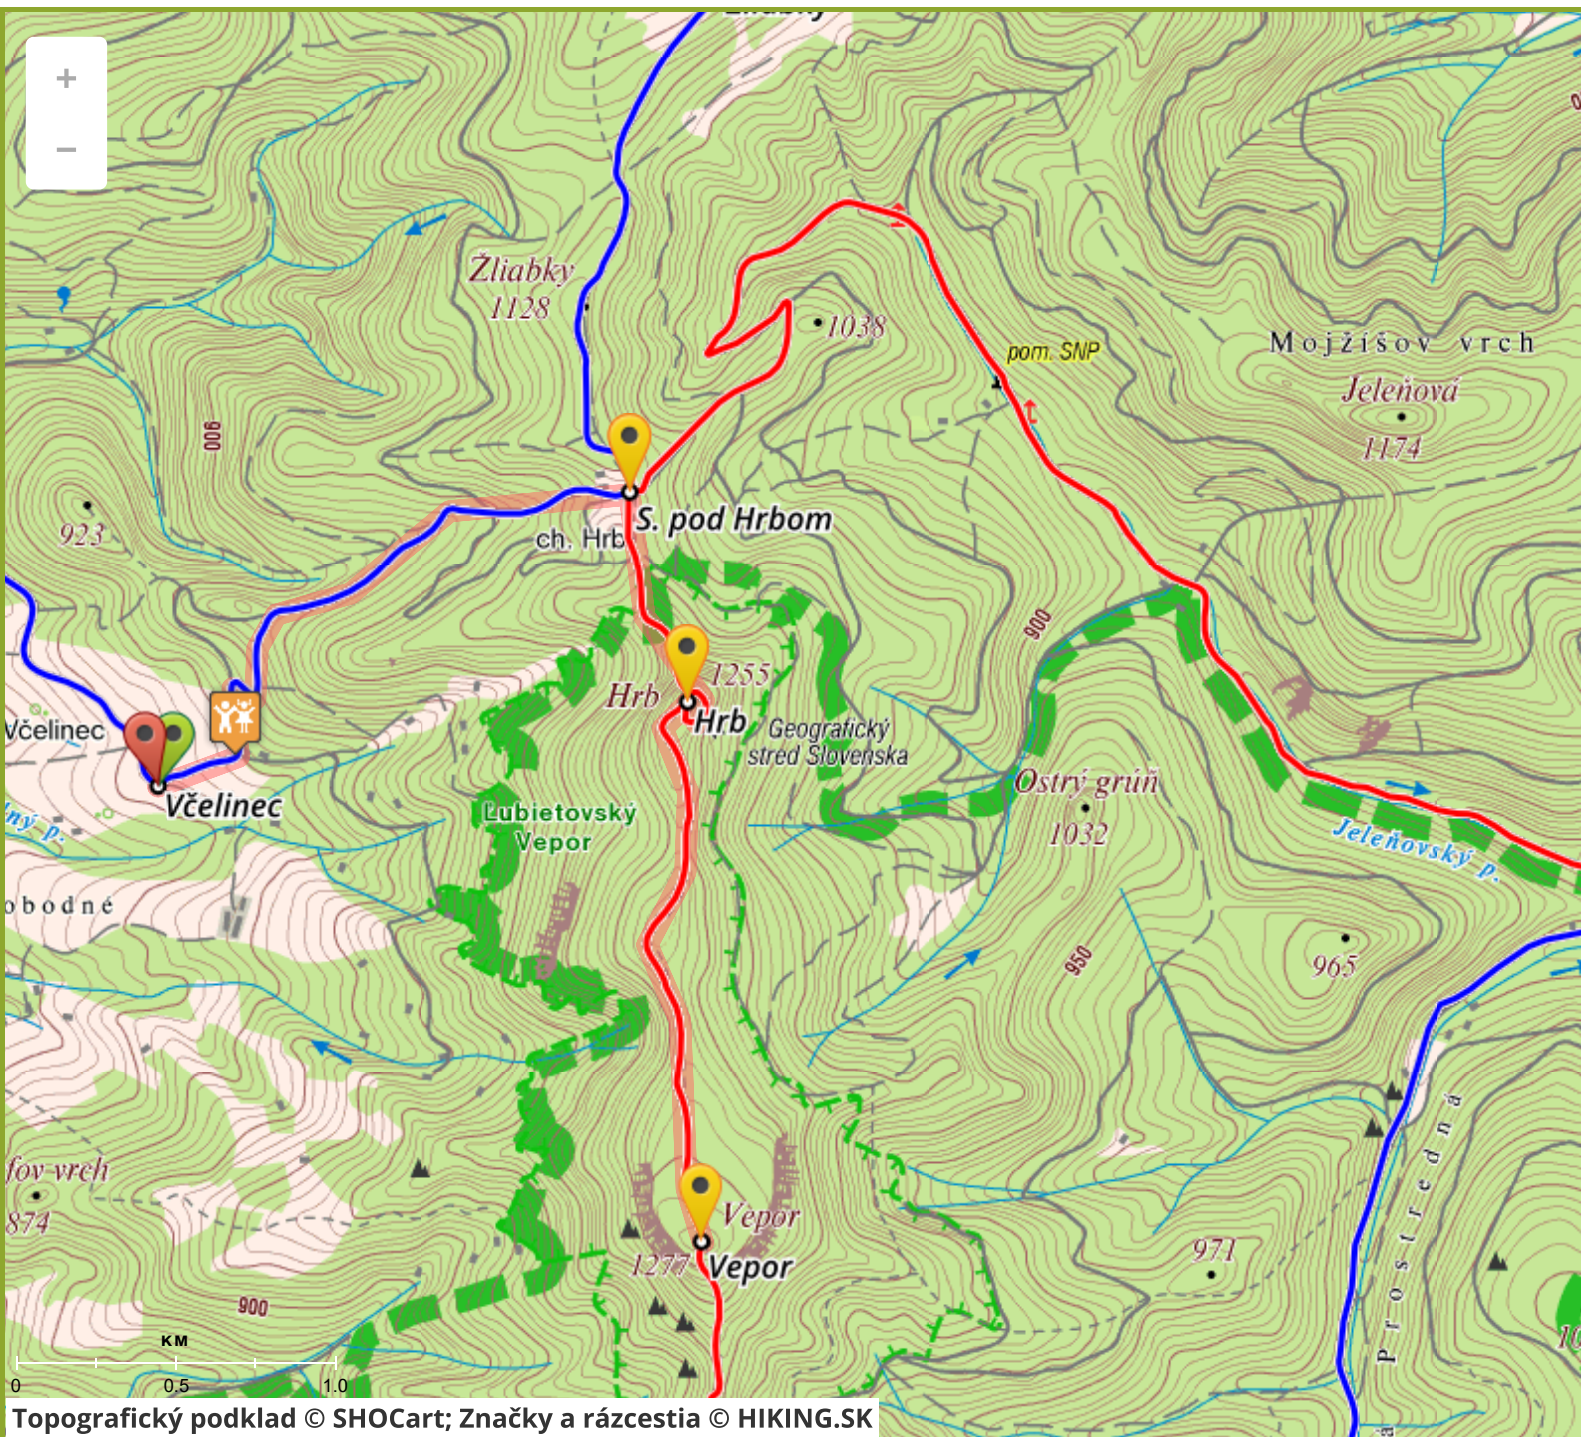 +
−
Žliabky
1128
1038
pom. SNP
Mojžišov vrch
Jeleňová
1174
900
923
S. pod Hrbom
ch. Hrb
900
1255
Hrb
Hrb
Geografický
stred Slovenska
Včelinec
Včelinec
Ľubietovský
Vepor
Ostrý grúň
1032
Jeleňovský p.
950
965
Prostredná
Vepor
1277
Vepor
971
874
900
KM
0 0.5 1.0
Topografický podklad © SHOCart; Značky a rázcestia © HIKING.SK